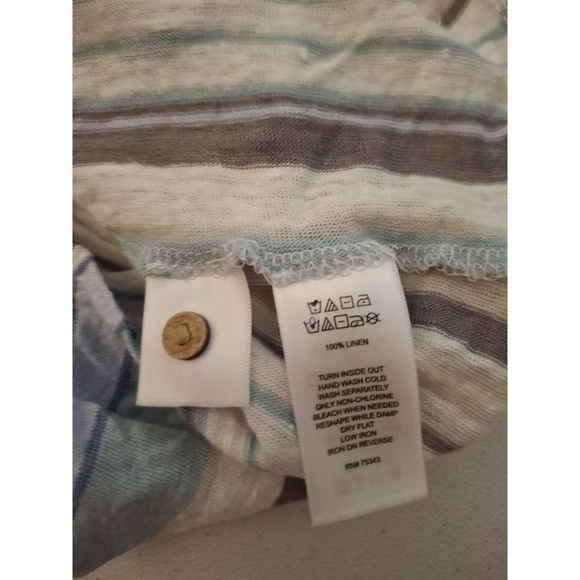 100% LINEN
TURN INSIDE OUT
HAND WASH COLD
WASH SEPARATELY
ONLY NON-CHLORINE
BLEACH WHEN NEEDED
RESHAPE WHILE DAMP
DRY FLAT
LOW IRON
IRON ON REVERSE
RN# 75343